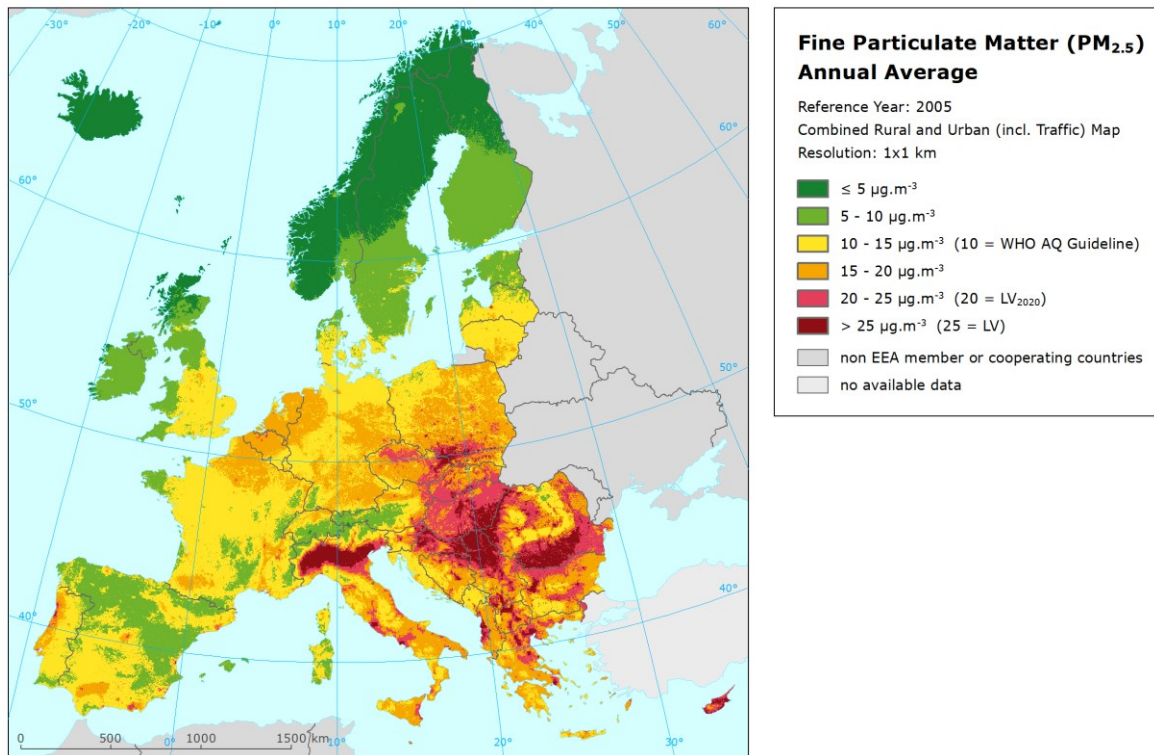 -30°
-20°
-10°
0°
10°
20°
30°
40°
50°
60°
60°
50°
40°
60°
50°
40°
0°
10°
20°
30°
0 500 1000 1500 km
Fine Particulate Matter (PM2.5)
Annual Average
Reference Year: 2005
Combined Rural and Urban (incl. Traffic) Map
Resolution: 1x1 km
≤ 5 µg.m-3
5 - 10 µg.m-3
10 - 15 µg.m-3 (10 = WHO AQ Guideline)
15 - 20 µg.m-3
20 - 25 µg.m-3 (20 = LV2020)
> 25 µg.m-3 (25 = LV)
non EEA member or cooperating countries
no available data